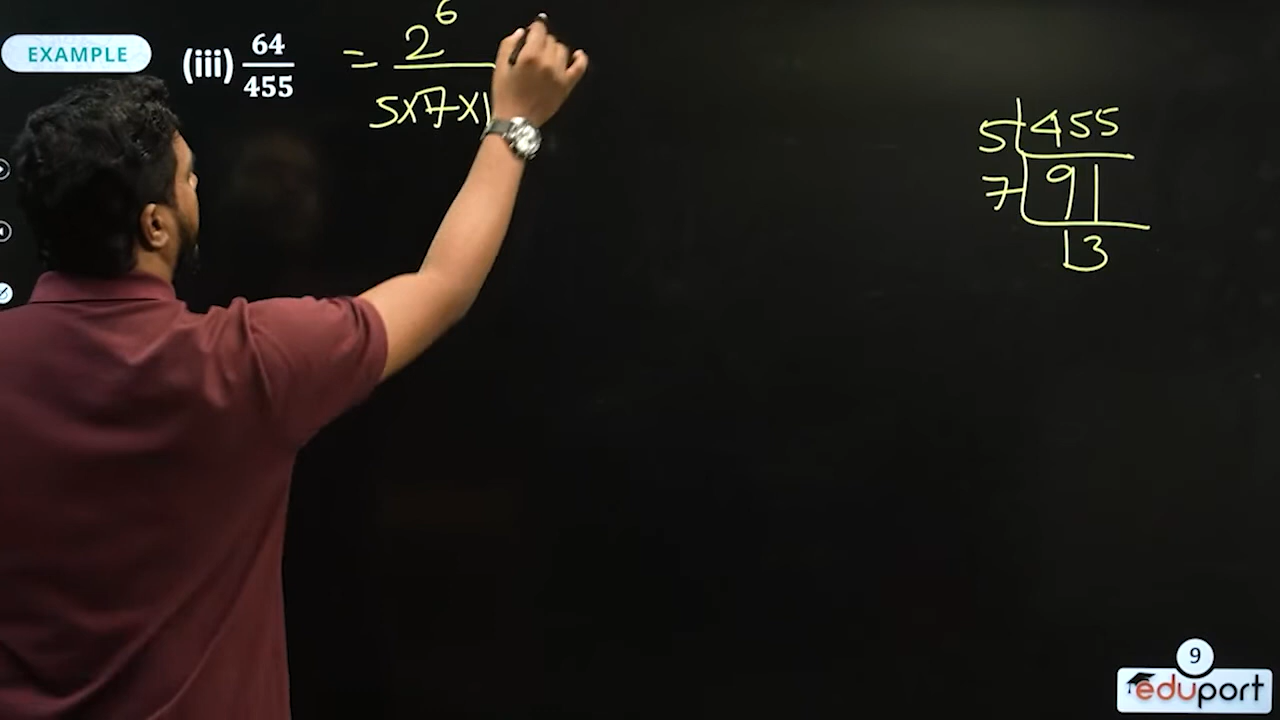 EXAMPLE
(iii) 64/455 = 2^6/5×7×1
5 | 455
7 | 91
13
9
eduport